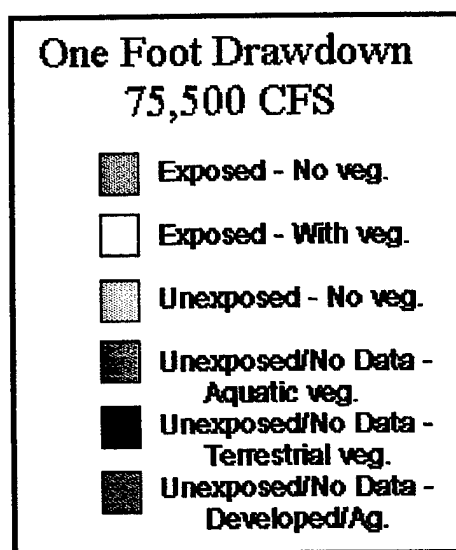 One Foot Drawdown
75,500 CFS
Exposed - No veg.
Exposed - With veg.
Unexposed - No veg.
Unexposed/No Data -
Aquatic veg.
Unexposed/No Data -
Terrestrial veg.
Unexposed/No Data -
Developed/Ag.